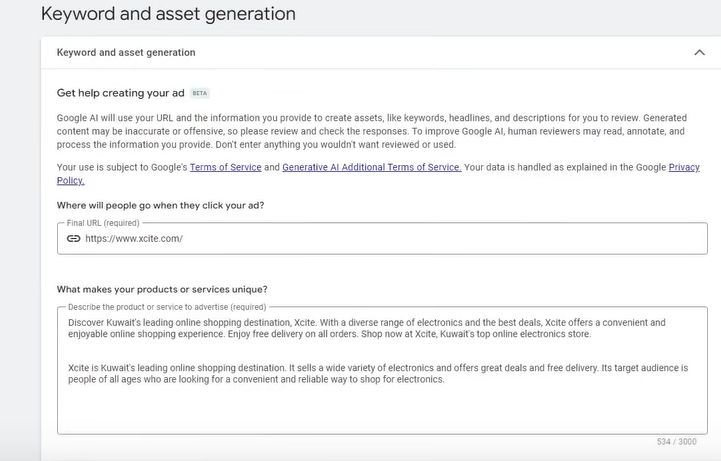 Keyword and asset generation
Keyword and asset generation
Get help creating your ad BETA
Google AI will use your URL and the information you provide to create assets, like keywords, headlines, and descriptions for you to review. Generated
content may be inaccurate or offensive, so please review and check the responses. To improve Google AI, human reviewers may read, annotate, and
process the information you provide. Don't enter anything you wouldn't want reviewed or used.
Your use is subject to Google's Terms of Service and Generative AI Additional Terms of Service. Your data is handled as explained in the Google Privacy
Policy.
Where will people go when they click your ad?
Final URL (required)
https://www.xcite.com/
What makes your products or services unique?
Describe the product or service to advertise (required)
Discover Kuwait's leading online shopping destination, Xcite. With a diverse range of electronics and the best deals, Xcite offers a convenient and
enjoyable online shopping experience. Enjoy free delivery on all orders. Shop now at Xcite, Kuwait's top online electronics store.
Xcite is Kuwait's leading online shopping destination. It sells a wide variety of electronics and offers great deals and free delivery. Its target audience is
people of all ages who are looking for a convenient and reliable way to shop for electronics.
534 / 3000